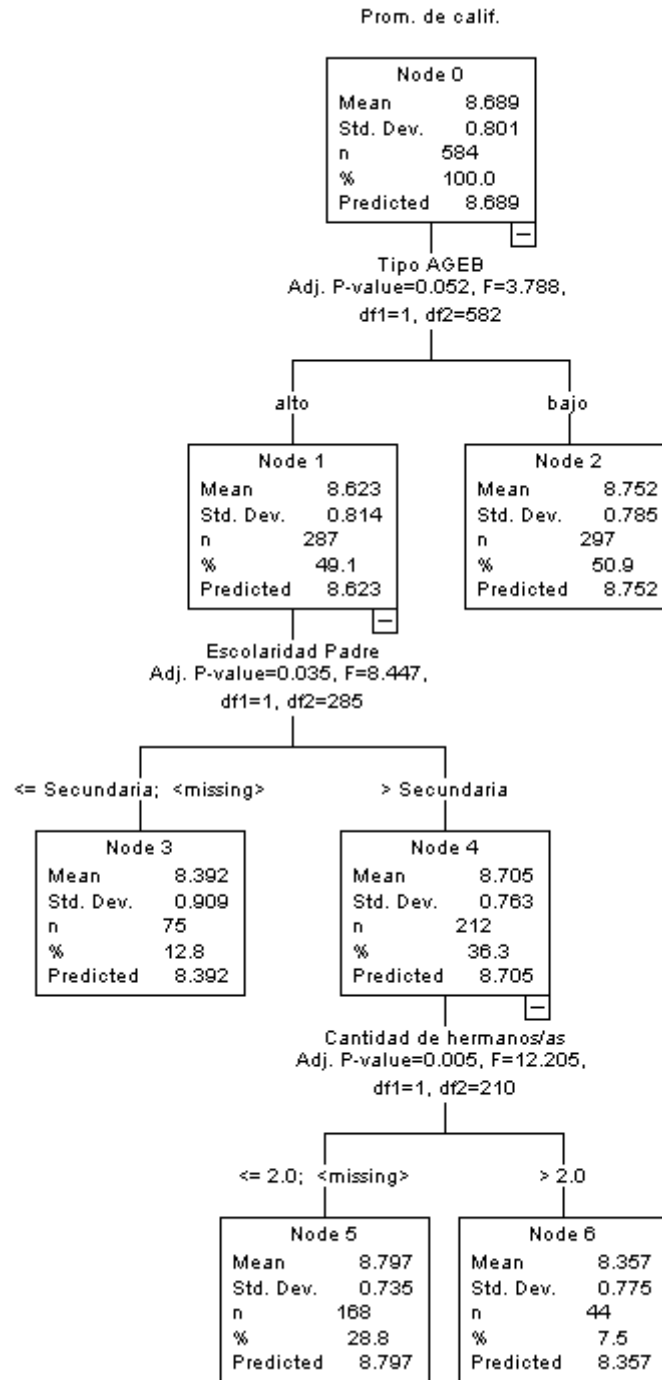 Prom. de calif.
Node 0
Mean 8.689
Std. Dev. 0.801
n 584
% 100.0
Predicted 8.689
Tipo AGEB
Adj. P-value=0.052, F=3.788,
df1=1, df2=582
alto
bajo
Node 1
Mean 8.623
Std. Dev. 0.814
n 287
% 49.1
Predicted 8.623
Node 2
Mean 8.752
Std. Dev. 0.785
n 297
% 50.9
Predicted 8.752
Escolaridad Padre
Adj. P-value=0.035, F=8.447,
df1=1, df2=285
<= Secundaria; <missing>
> Secundaria
Node 3
Mean 8.392
Std. Dev. 0.909
n 75
% 12.8
Predicted 8.392
Node 4
Mean 8.705
Std. Dev. 0.763
n 212
% 36.3
Predicted 8.705
Cantidad de hermanos/as
Adj. P-value=0.005, F=12.205,
df1=1, df2=210
<= 2.0; <missing>
> 2.0
Node 5
Mean 8.797
Std. Dev. 0.735
n 168
% 28.8
Predicted 8.797
Node 6
Mean 8.357
Std. Dev. 0.775
n 44
% 7.5
Predicted 8.357